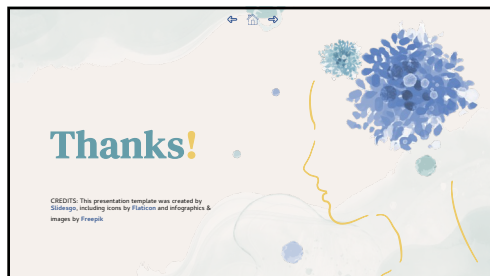 Thanks!
CREDITS: This presentation template was created by
Slidesgo, including icons by Flaticon and infographics &
images by Freepik